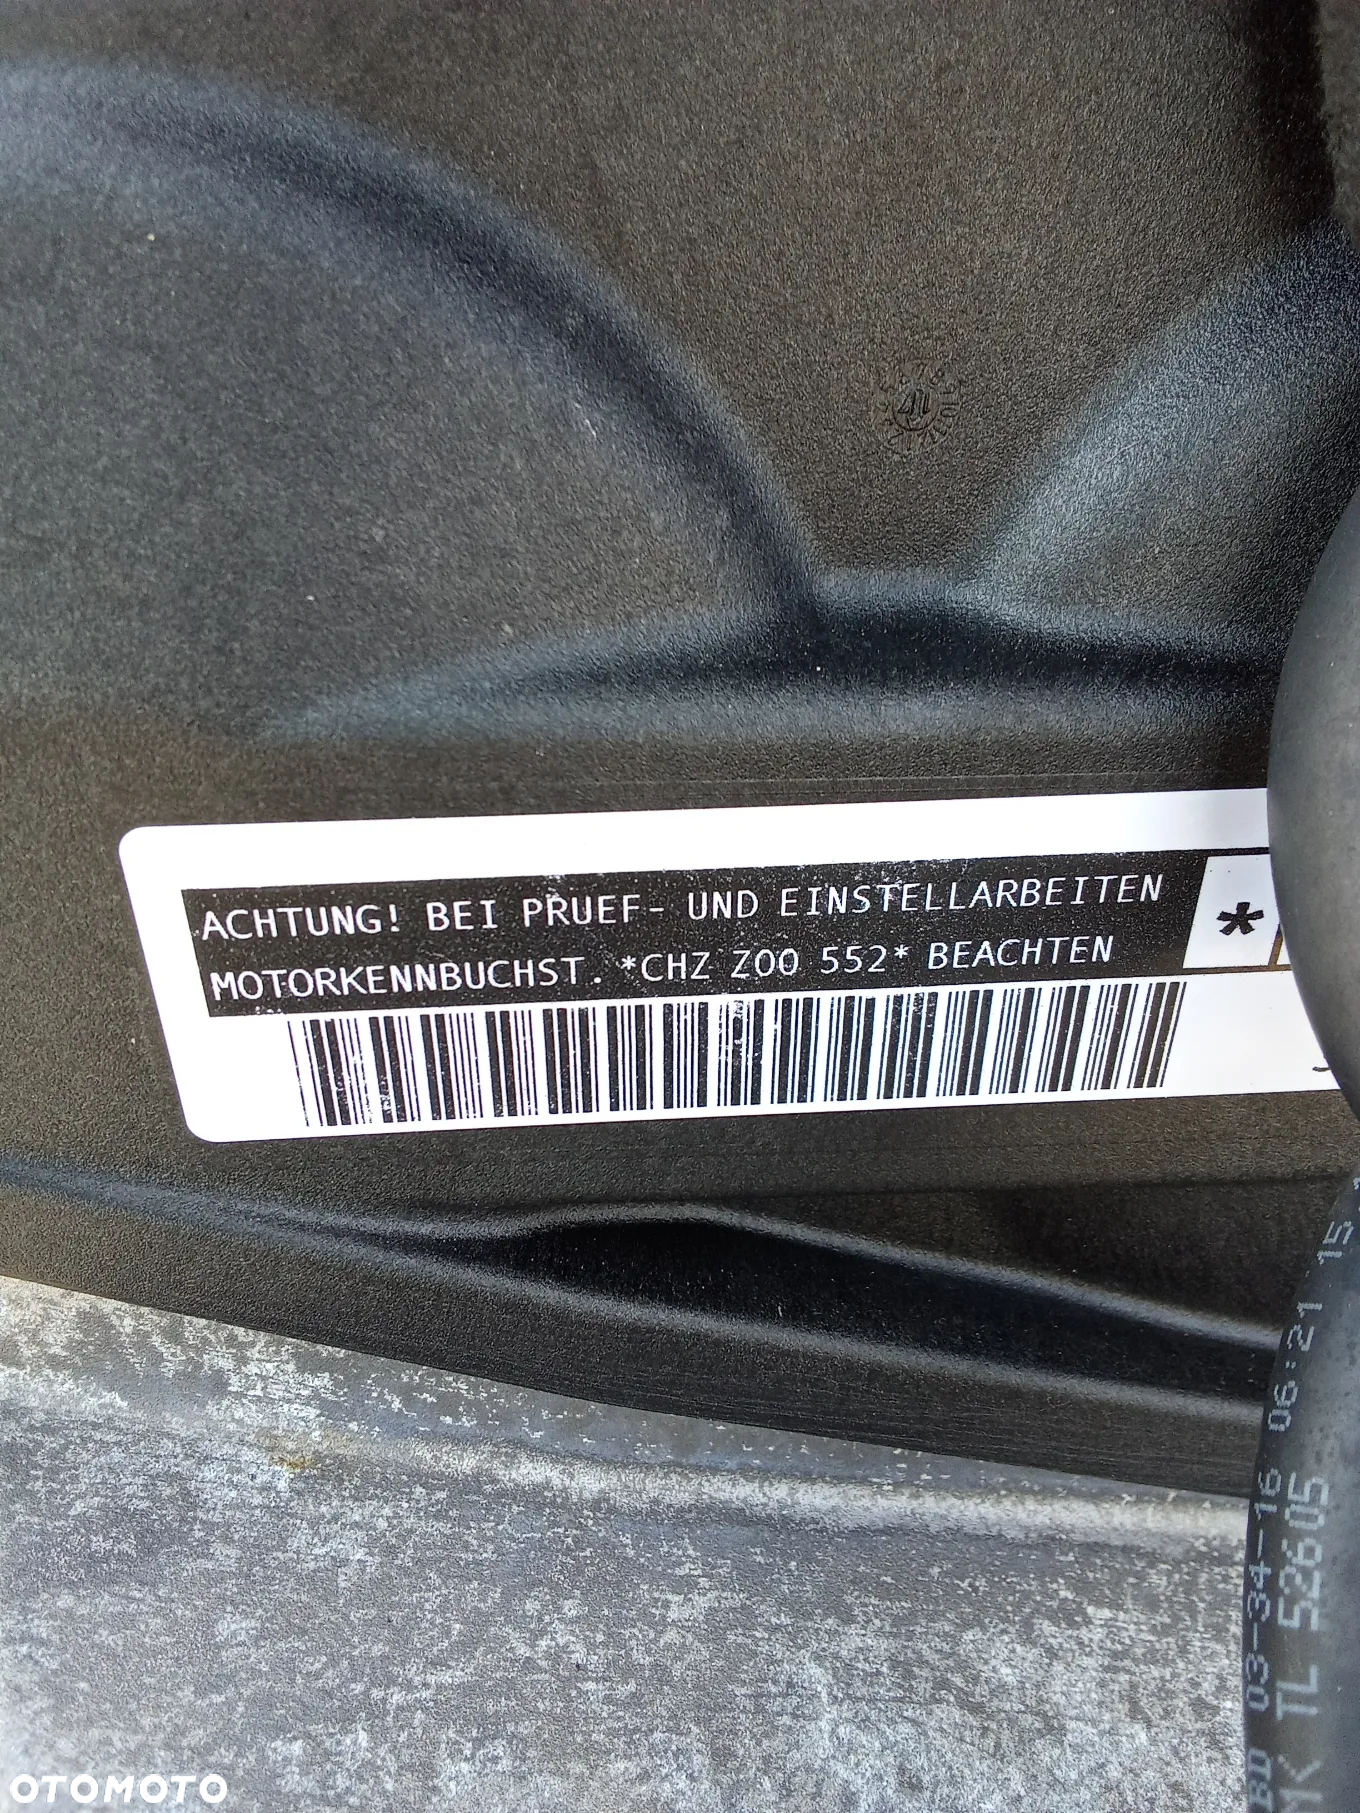 ACHTUNG! BEI PRUEF- UND EINSTELLARBEITEN
MOTORKENNBUCHST. *CHZ Z00 552* BEACHTEN
*
03-34-16 06:21 15
TL 52605
OTOMOTO